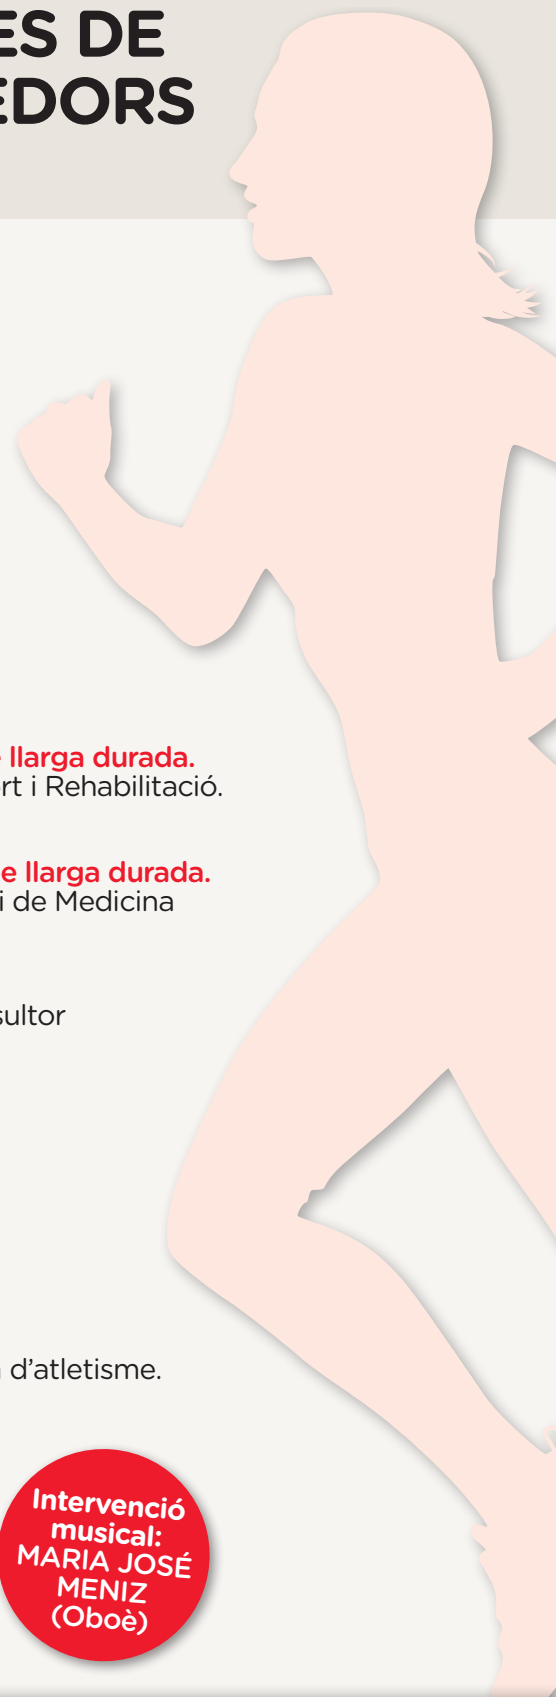 ES DE
EDORS
llarga durada.
rt i Rehabilitació.
e llarga durada.
i de Medicina
sultor
d'atletisme.
Intervenció
musical:
MARIA JOSÉ
MENIZ
(Oboè)